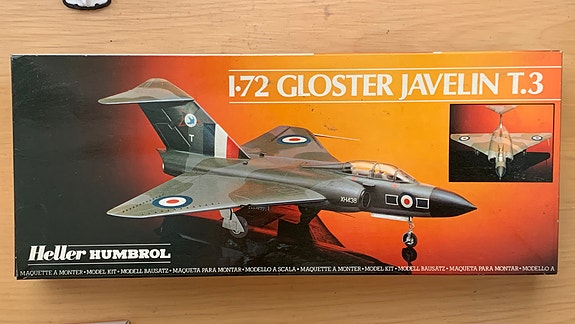 1·72 GLOSTER JAVELIN T.3
T
XH438
Heller HUMBROL
MAQUETTE A MONTER • MODEL KIT • MODELL BAUSATZ • MAQUETA PARA MONTAR • MODELLO A SCALA • MAQUETTE A MONTER • MODEL KIT • MODELL BAUSATZ • MAQUETA PARA MONTAR • MODELLO A